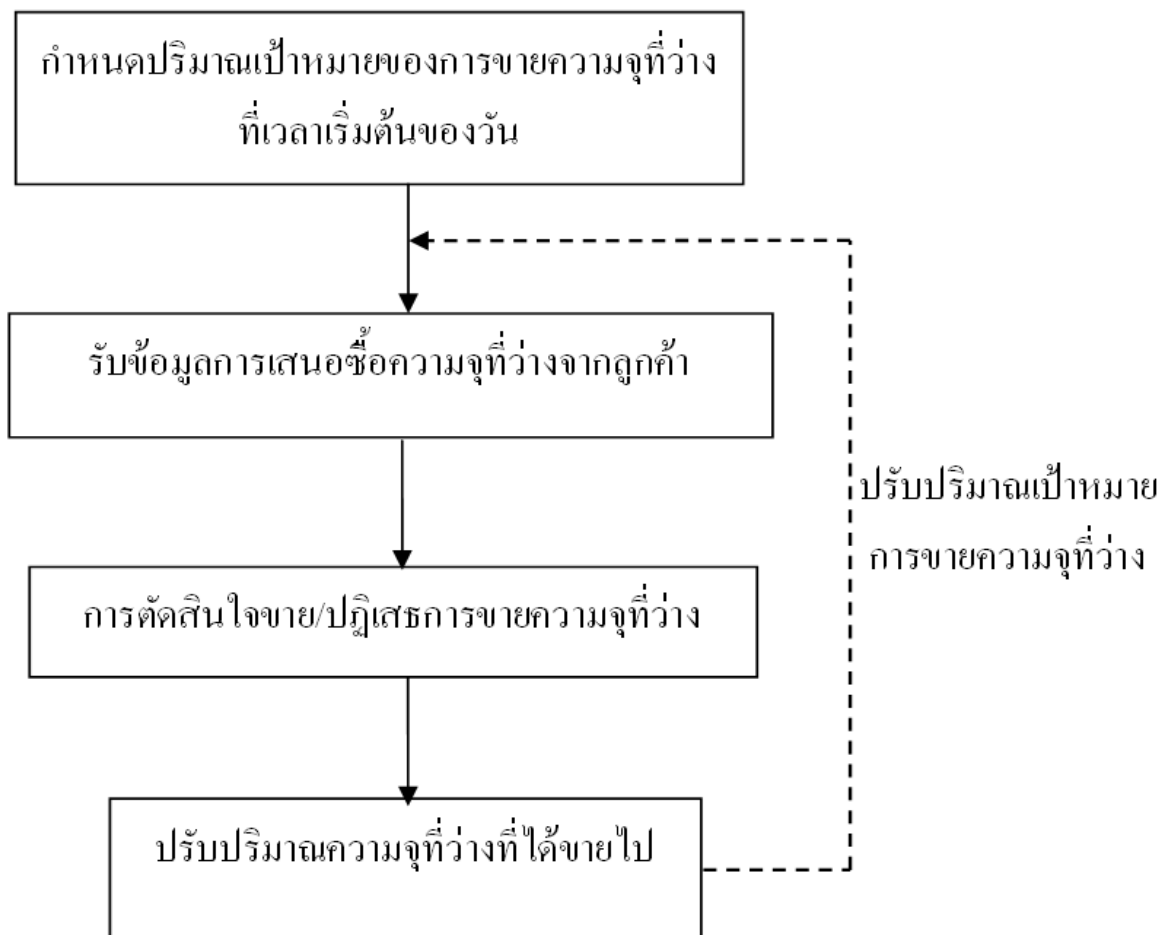 กำหนดปริมาณเป้าหมายของการขายความจุที่ว่าง
ที่เวลาเริ่มต้นของวัน
รับข้อมูลการเสนอซื้อความจุที่ว่างจากลูกค้า
ปรับปริมาณเป้าหมาย
การขายความจุที่ว่าง
การตัดสินใจขาย/ปฏิเสธการขายความจุที่ว่าง
ปรับปริมาณความจุที่ว่างที่ได้ขายไป